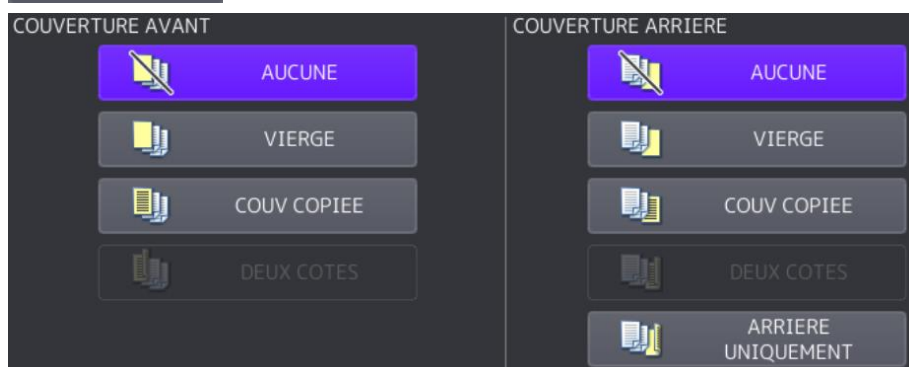 COUVERTURE AVANT
AUCUNE
VIERGE
COUV COPIEE
DEUX COTES
COUVERTURE ARRIERE
AUCUNE
VIERGE
COUV COPIEE
DEUX COTES
ARRIERE
UNIQUEMENT